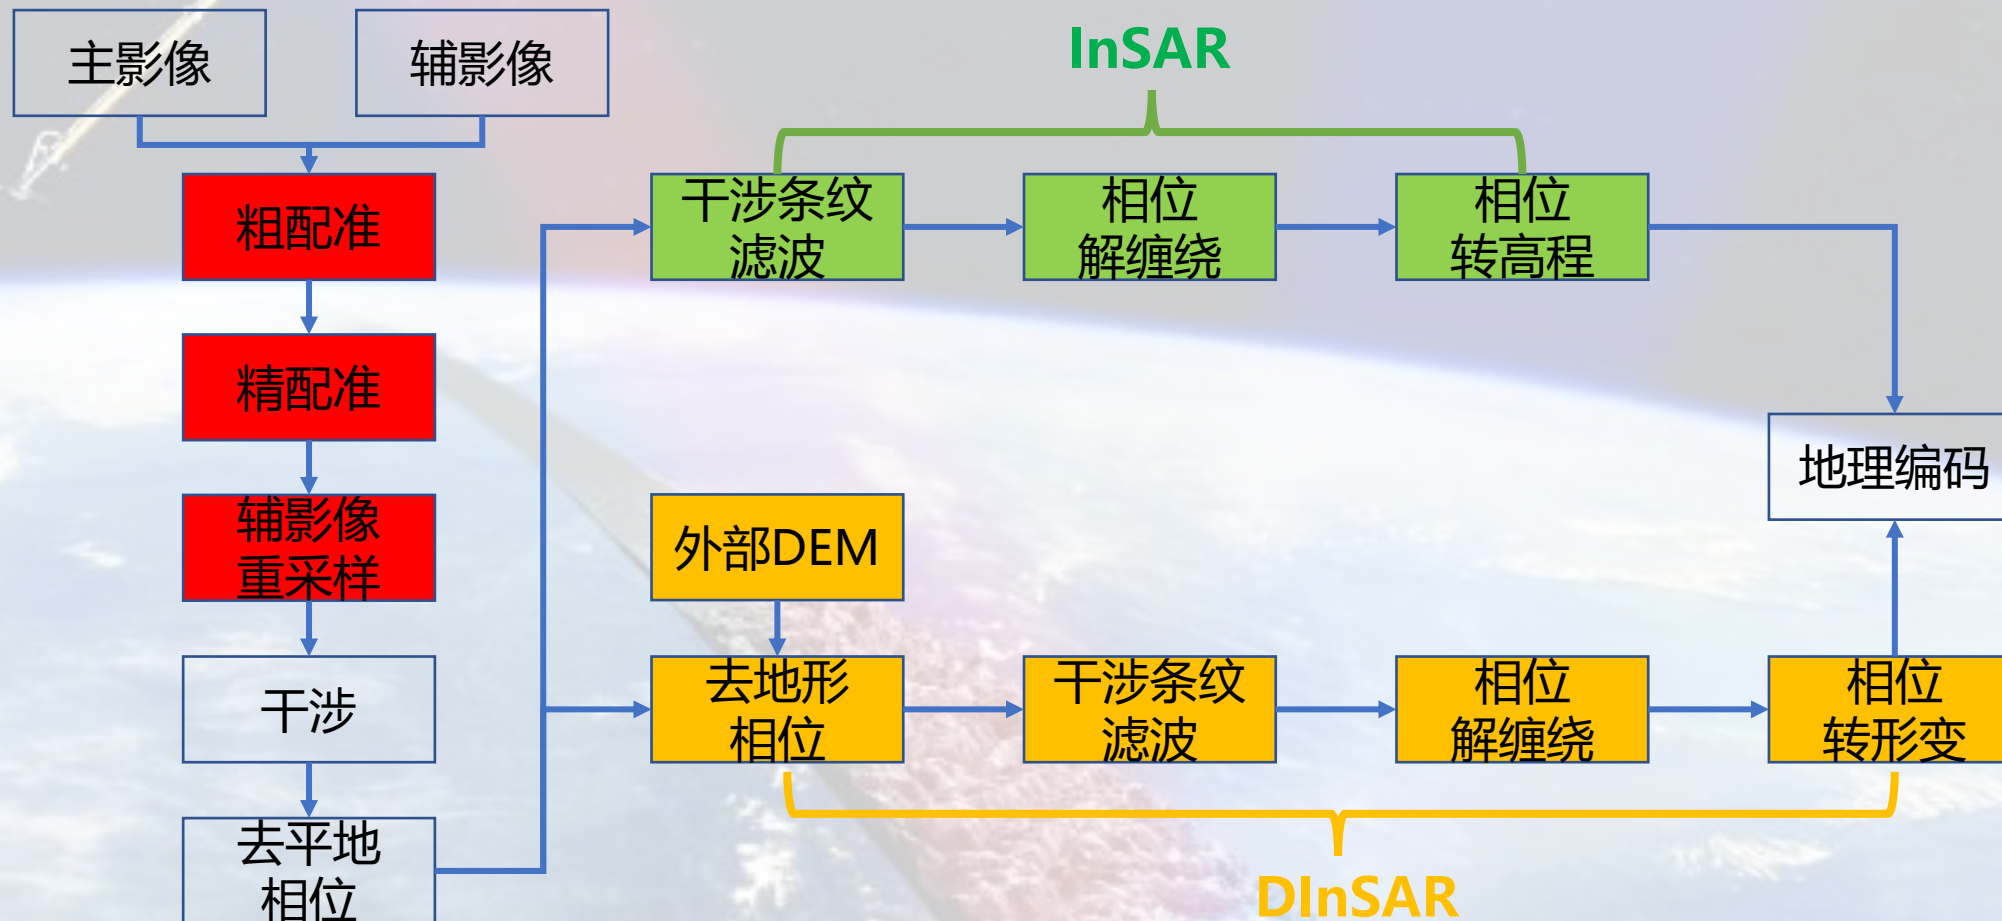 主影像
辅影像
粗配准
精配准
辅影像
重采样
干涉
去平地
相位
InSAR
干涉条纹
滤波
相位
解缠绕
相位
转高程
外部DEM
去地形
相位
干涉条纹
滤波
相位
解缠绕
相位
转形变
DInSAR
地理编码